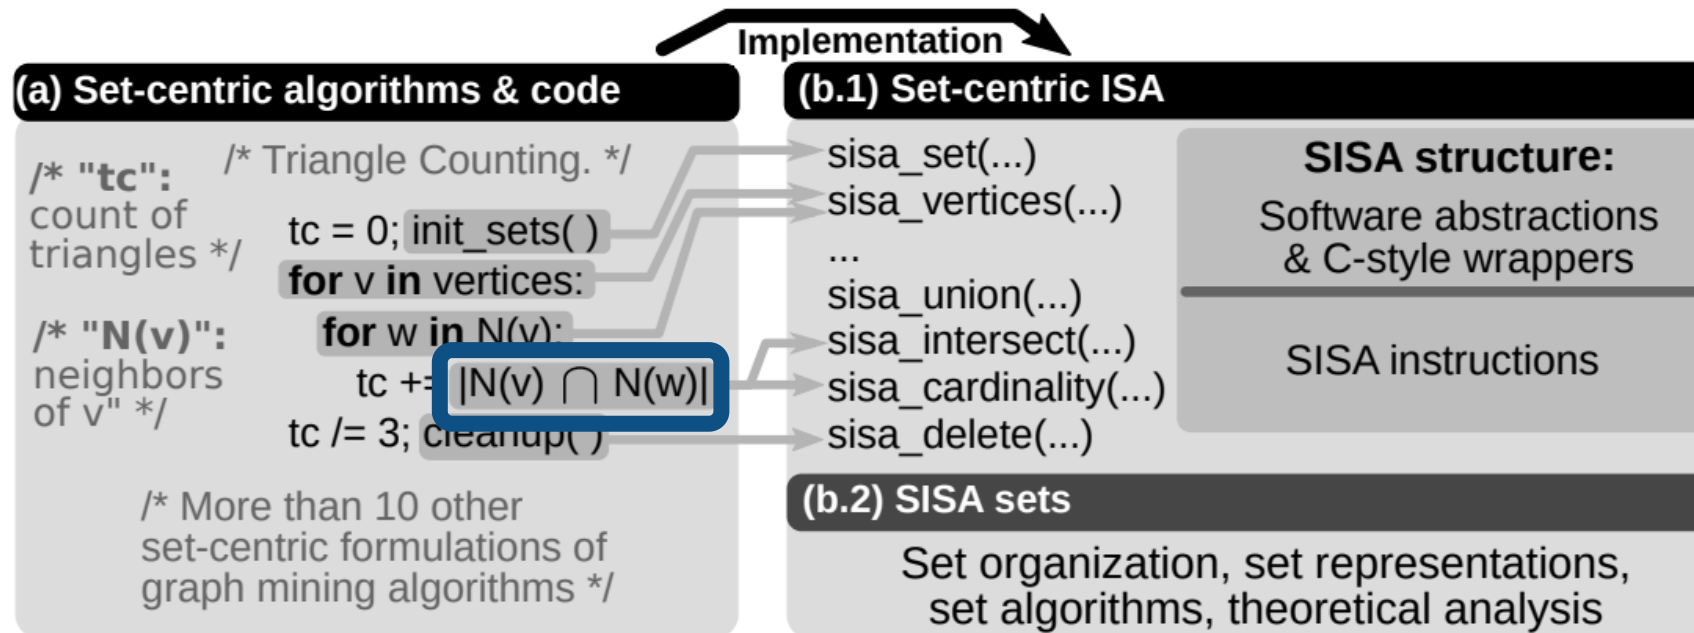 Implementation
(a) Set-centric algorithms & code
/* "tc":
count of
triangles */
/* "N(v)":
neighbors
of v" */
/* Triangle Counting. */
tc = 0; init_sets( )
for v in vertices:
for w in N(v):
tc += |N(v) ⋂ N(w)|
tc /= 3; cleanup( )
/* More than 10 other
set-centric formulations of
graph mining algorithms */
(b.1) Set-centric ISA
sisa_set(...)
sisa_vertices(...)
...
sisa_union(...)
sisa_intersect(...)
sisa_cardinality(...)
sisa_delete(...)
SISA structure:
Software abstractions
& C-style wrappers
SISA instructions
(b.2) SISA sets
Set organization, set representations,
set algorithms, theoretical analysis